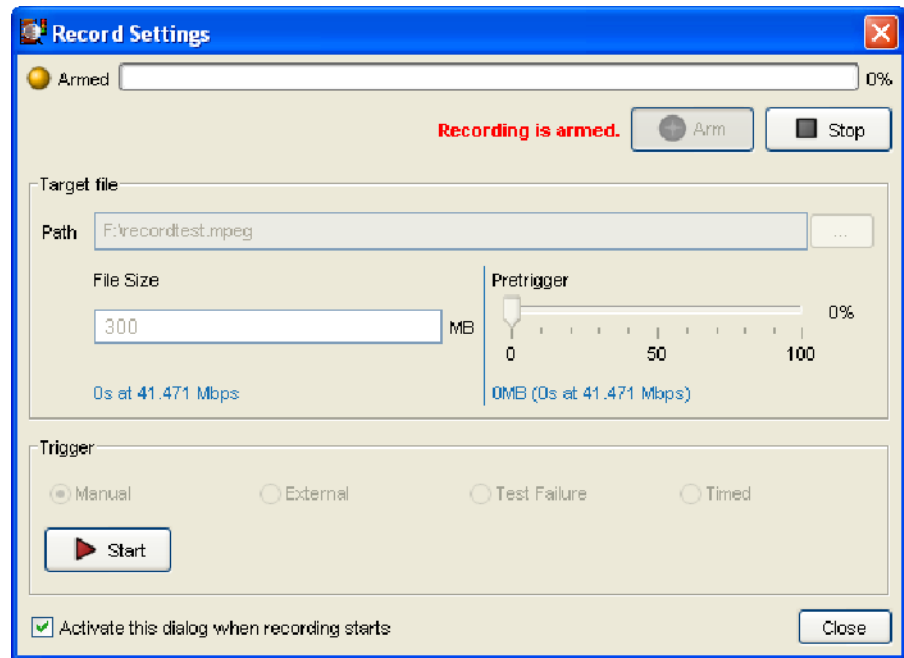 Record Settings
Armed 0%
Recording is armed. Arm Stop
Target file
Path F:\recordtest.mpeg ...
File Size Pretrigger
300 MB 0%
0 50 100
0s at 41.471 Mbps 0MB (0s at 41.471 Mbps)
Trigger
Manual External Test Failure Timed
Start
Activate this dialog when recording starts Close